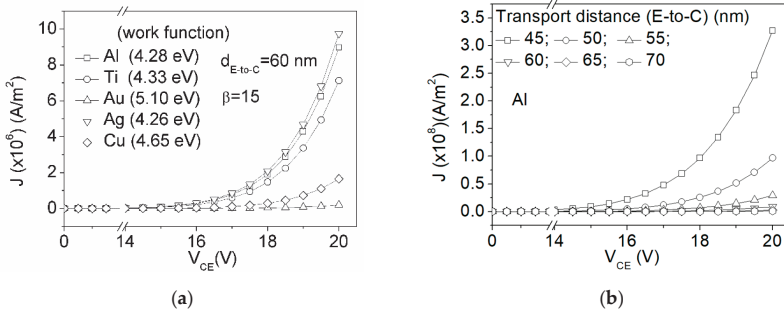 (work function)
Al (4.28 eV)
Ti (4.33 eV)
Au (5.10 eV)
Ag (4.26 eV)
Cu (4.65 eV)
d_E-to-C=60 nm
β=15
J (x10⁶)(A/m²)
10
8
6
4
2
0
0 14 16 18 20
V_CE(V)
(a)
Transport distance (E-to-C) (nm)
45; 50; 55;
60; 65; 70
Al
J (x10⁸)(A/m²)
3.5
3.0
2.5
2.0
1.5
1.0
0.5
0.0
0 14 16 18 20
V_CE(V)
(b)